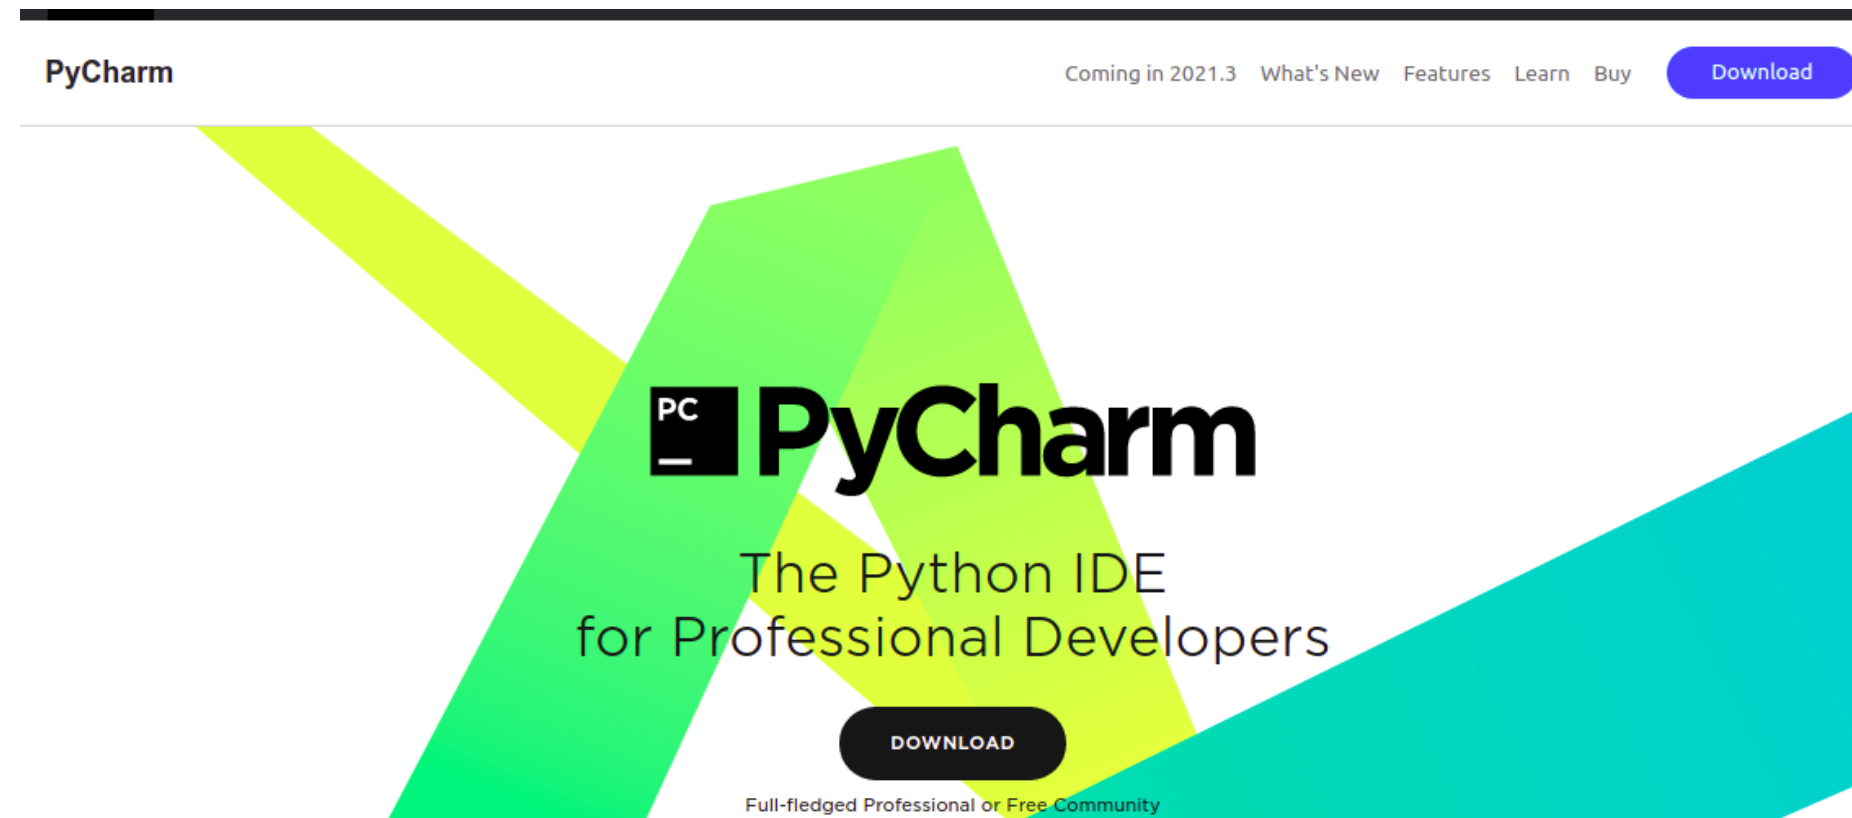 PyCharm
Coming in 2021.3 What's New Features Learn Buy Download
PC PyCharm
The Python IDE
for Professional Developers
DOWNLOAD
Full-fledged Professional or Free Community